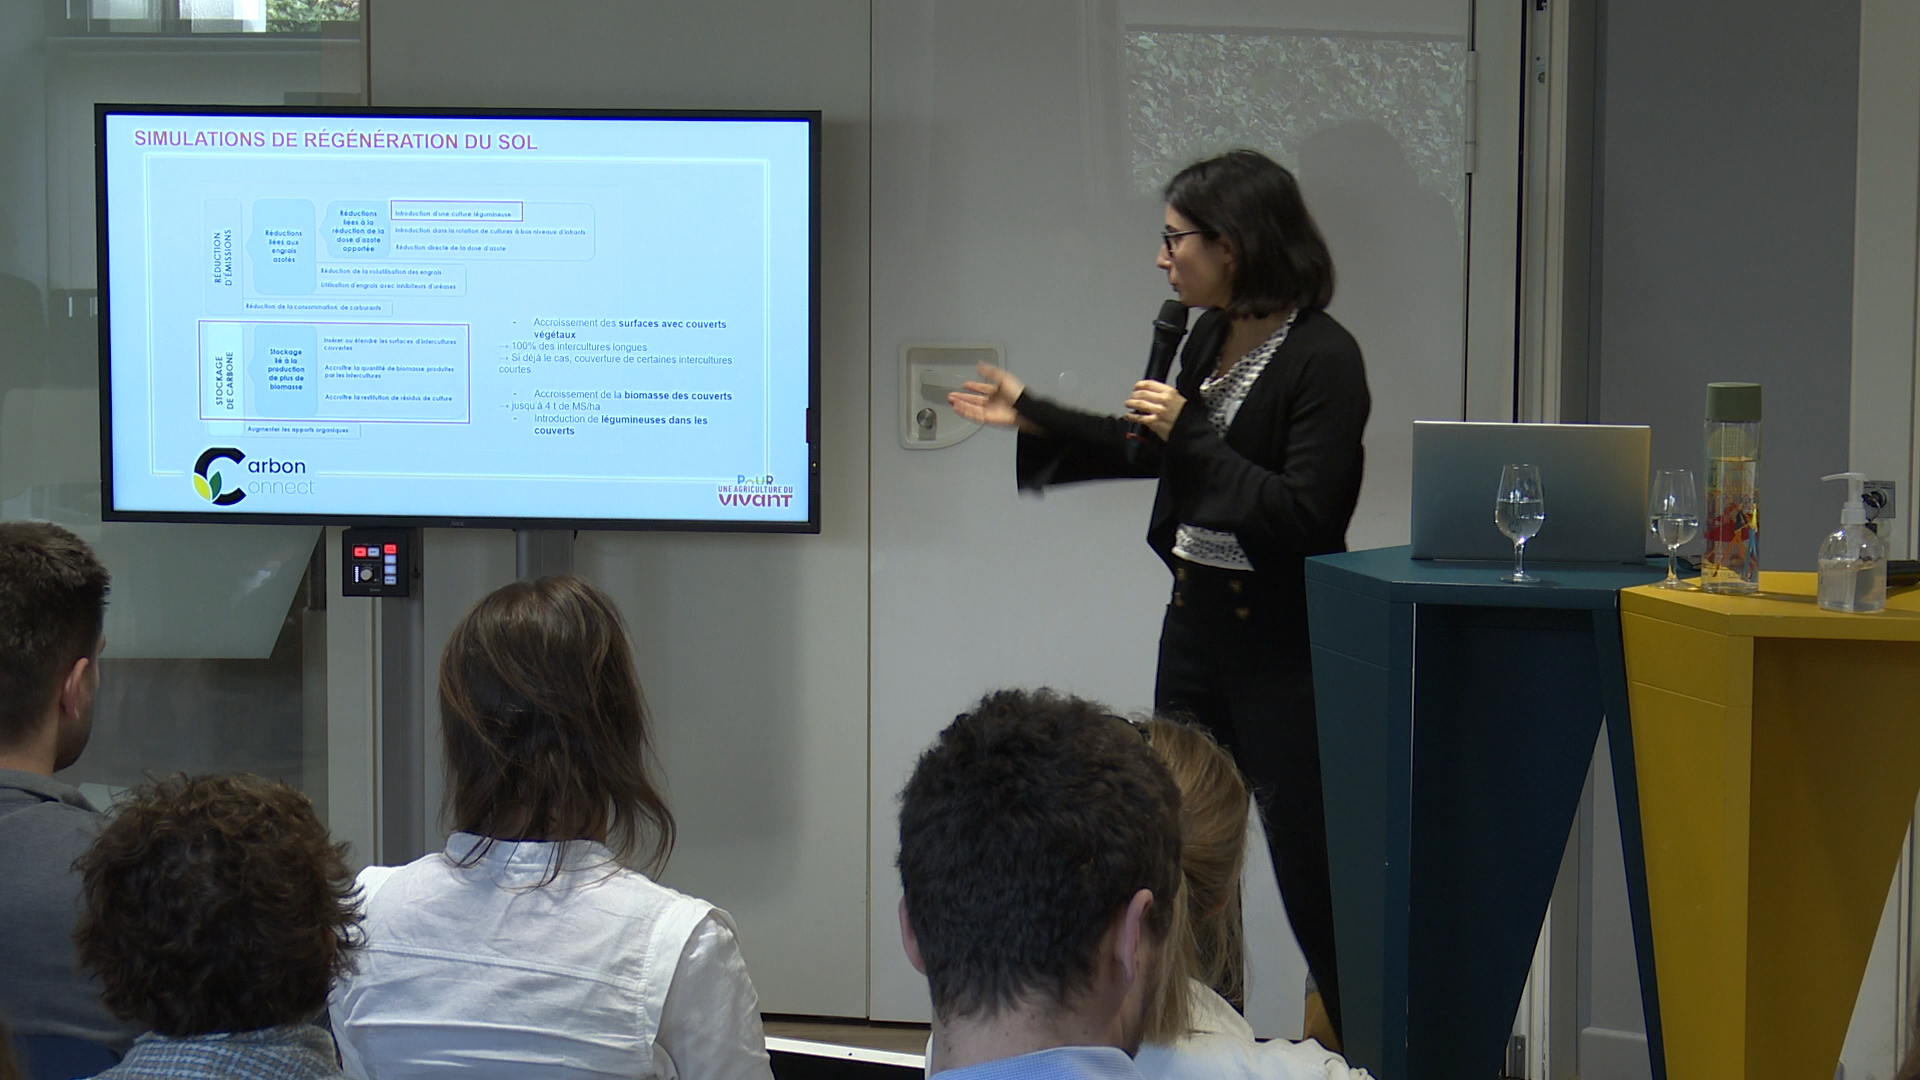 SIMULATIONS DE RÉGÉNÉRATION DU SOL
RÉDUCTION
D'ÉMISSIONS
Réductions
liées aux
engrais
azotés
Réductions
liées à la
réduction de la
dose d'azote
apportée
Introduction d'une culture légumineuse
Introduction dans la rotation de cultures à bas niveaux d'intrants
Réduction directe de la dose d'azote
Réduction de la volatilisation des engrais
Utilisation d'engrais avec inhibiteurs d'uréases
Réduction de la consommation de carburants
STOCKAGE
DE CARBONE
Stockage
lié à la
production
de plus de
biomasse
Insérer ou étendre les surfaces d'intercultures
couvertes
Accroître la quantité de biomasse produites
par les intercultures
Accroître la restitution de résidus de culture
Augmenter les apports organiques
- Accroissement des surfaces avec couverts
végétaux
→ 100% des intercultures longues
→ Si déjà le cas, couverture de certaines intercultures
courtes
- Accroissement de la biomasse des couverts
→ jusqu'à 4 t de MS/ha
- Introduction de légumineuses dans les
couverts
Carbon
Connect
POUR
UNE AGRICULTURE DU
VIVANT